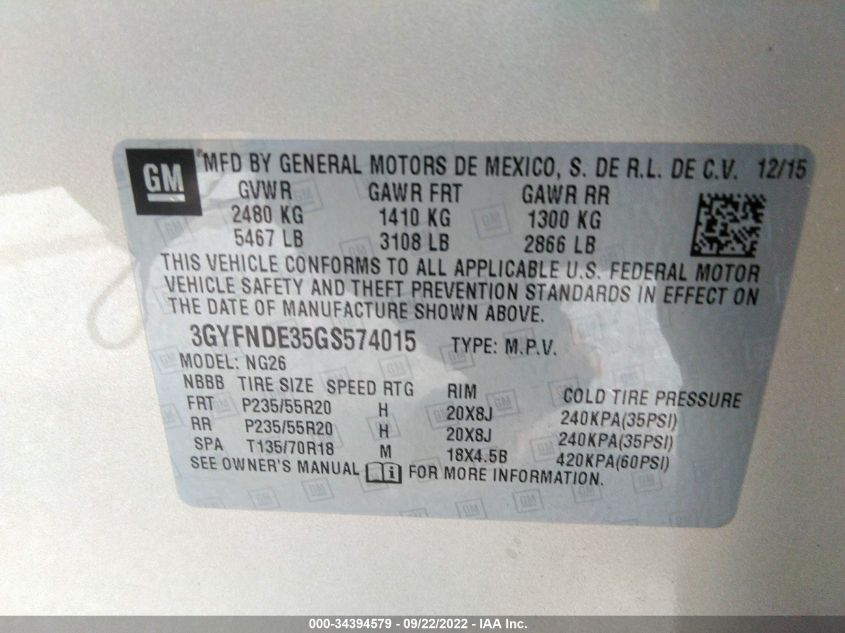 GM MFD BY GENERAL MOTORS DE MEXICO, S. DE R.L. DE C.V. 12/15
GVWR GAWR FRT GAWR RR
2480 KG 1410 KG 1300 KG
5467 LB 3108 LB 2866 LB
THIS VEHICLE CONFORMS TO ALL APPLICABLE U.S. FEDERAL MOTOR
VEHICLE SAFETY AND THEFT PREVENTION STANDARDS IN EFFECT ON
THE DATE OF MANUFACTURE SHOWN ABOVE.
3GYFNDE35GS574015 TYPE: M.P.V.
MODEL: NG26
NBBB TIRE SIZE SPEED RTG RIM COLD TIRE PRESSURE
FRT P235/55R20 H 20X8J 240KPA(35PSI)
RR P235/55R20 H 20X8J 240KPA(35PSI)
SPA T135/70R18 M 18X4.5B 420KPA(60PSI)
SEE OWNER'S MANUAL FOR MORE INFORMATION.
000-34394579 - 09/22/2022 - IAA Inc.